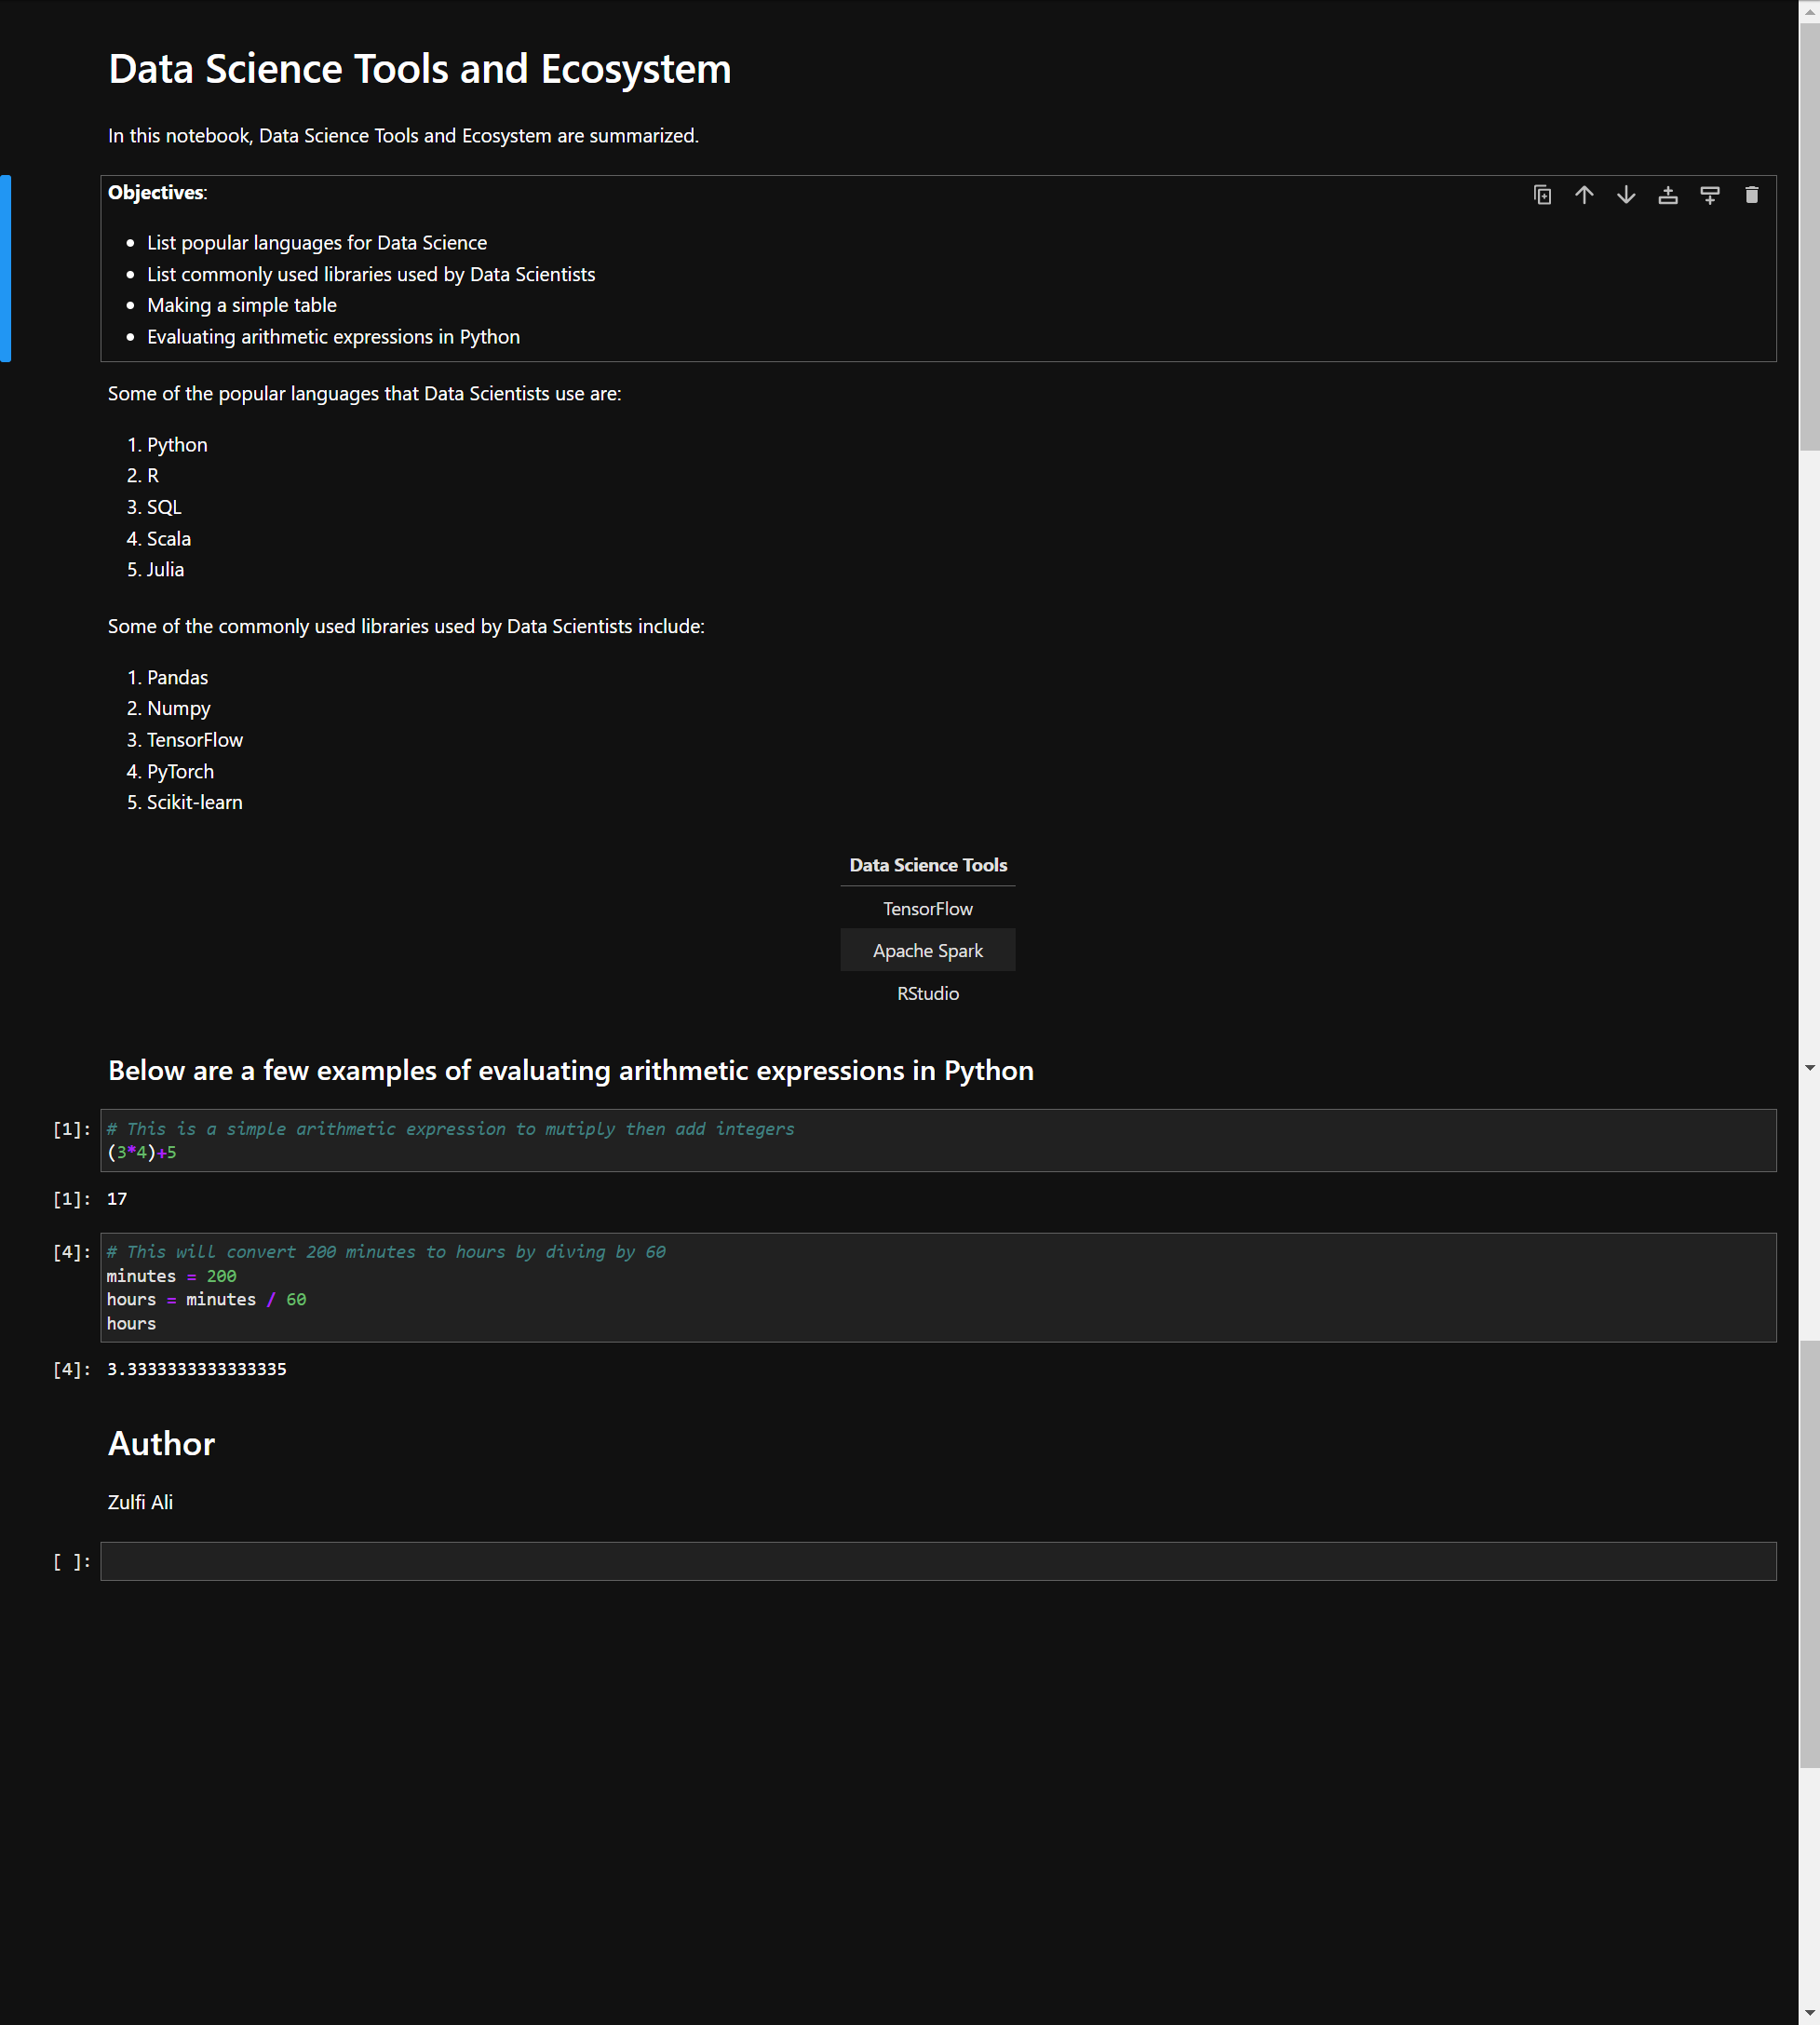 Data Science Tools and Ecosystem
In this notebook, Data Science Tools and Ecosystem are summarized.
Objectives:
• List popular languages for Data Science
• List commonly used libraries used by Data Scientists
• Making a simple table
• Evaluating arithmetic expressions in Python
Some of the popular languages that Data Scientists use are:
1. Python
2. R
3. SQL
4. Scala
5. Julia
Some of the commonly used libraries used by Data Scientists include:
1. Pandas
2. Numpy
3. TensorFlow
4. PyTorch
5. Scikit-learn
Data Science Tools
TensorFlow
Apache Spark
RStudio
Below are a few examples of evaluating arithmetic expressions in Python
[1]: # This is a simple arithmetic expression to mutiply then add integers
(3*4)+5
[1]: 17
[4]: # This will convert 200 minutes to hours by diving by 60
minutes = 200
hours = minutes / 60
hours
[4]: 3.3333333333333335
Author
Zulfi Ali
[ ]: